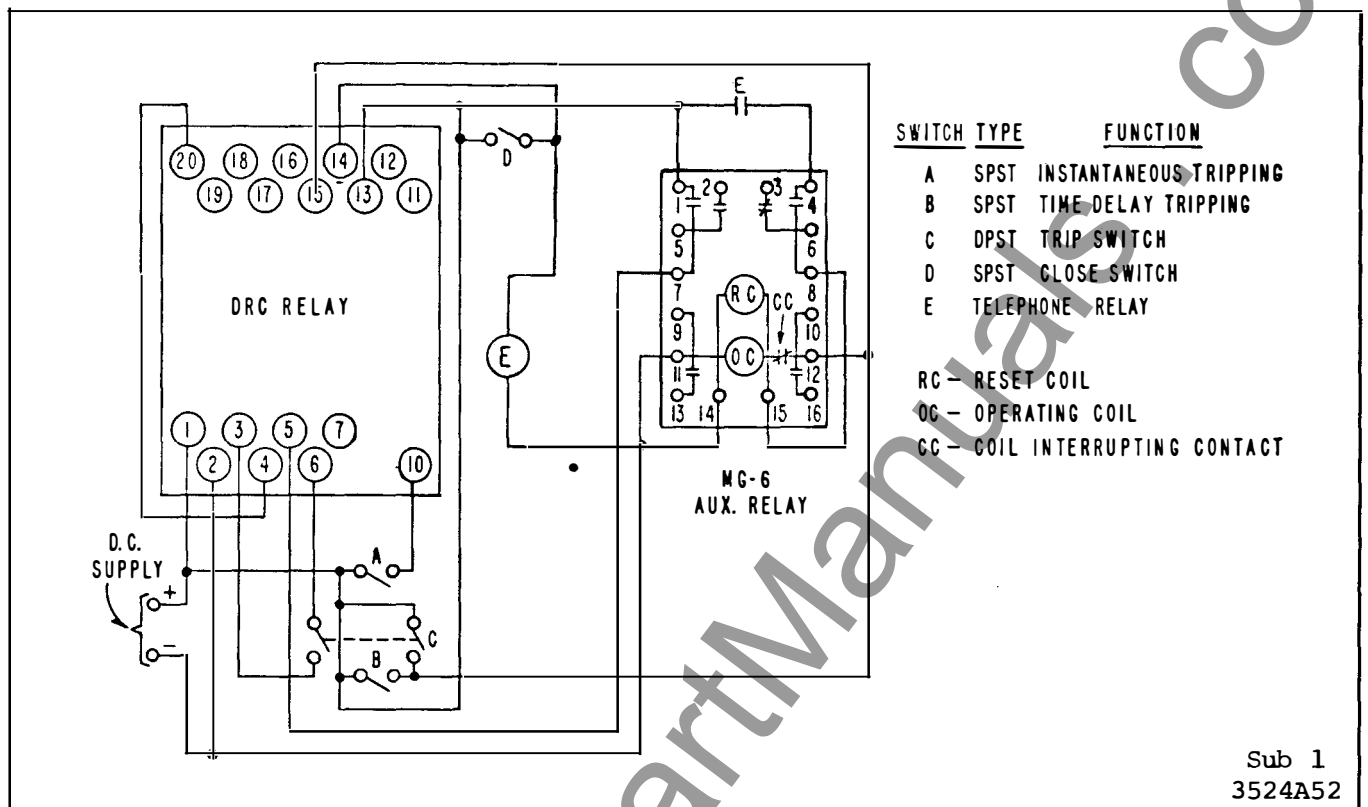 E
SWITCH TYPE FUNCTION
A SPST INSTANTANEOUS TRIPPING
B SPST TIME DELAY TRIPPING
C DPST TRIP SWITCH
D SPST CLOSE SWITCH
E TELEPHONE RELAY
RC - RESET COIL
OC - OPERATING COIL
CC - COIL INTERRUPTING CONTACT
D
20 18 16 14 12
19 17 15 13 11
DRC RELAY
1 3 5 7
2 4 6 10
E
1 2 3 4
5 6
7 8
RC CC
9 10
OC
11 12
13 14 15 16
MG-6
AUX. RELAY
D.C.
SUPPLY
+
-
A
C
B
Sub 1
3524A52